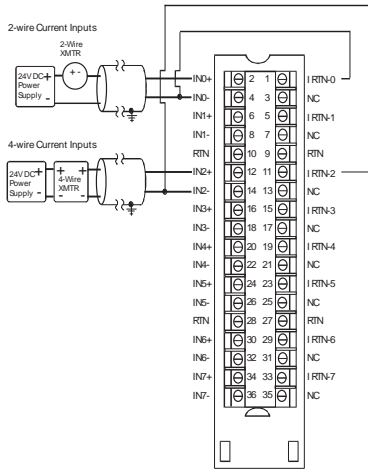 2-wire Current Inputs
2-Wire
XMTR
+ -
24V DC +
Power
Supply -
4-wire Current Inputs
24V DC +
Power
Supply -
+ +
4-Wire
XMTR
- -
IN0+ 2 1 I RTN-0
IN0- 4 3 NC
IN1+ 6 5 I RTN-1
IN1- 8 7 NC
RTN 10 9 RTN
IN2+ 12 11 I RTN-2
IN2- 14 13 NC
IN3+ 16 15 I RTN-3
IN3- 18 17 NC
IN4+ 20 19 I RTN-4
IN4- 22 21 NC
IN5+ 24 23 I RTN-5
IN5- 26 25 NC
RTN 28 27 RTN
IN6+ 30 29 I RTN-6
IN6- 32 31 NC
IN7+ 34 33 I RTN-7
IN7- 36 35 NC